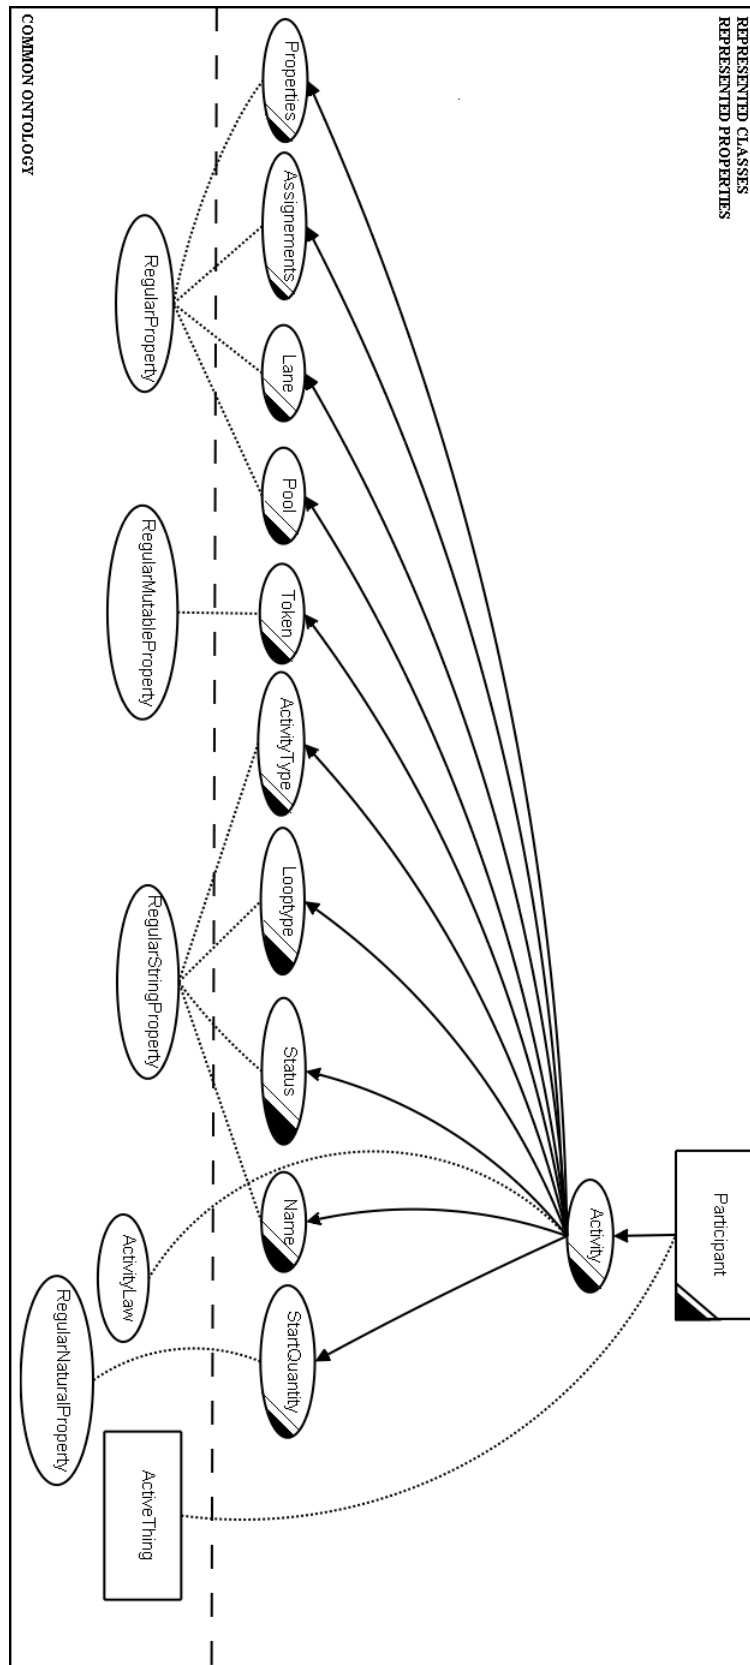 REPRESENTED CLASSES
REPRESENTED PROPERTIES
Participant
Activity
Properties
Assignements
Lane
Pool
Token
ActivityType
Looptype
Status
Name
StartQuantity
RegularProperty
RegularMutableProperty
RegularStringProperty
ActivityLaw
RegularNaturalProperty
ActiveThing
COMMON ONTOLOGY